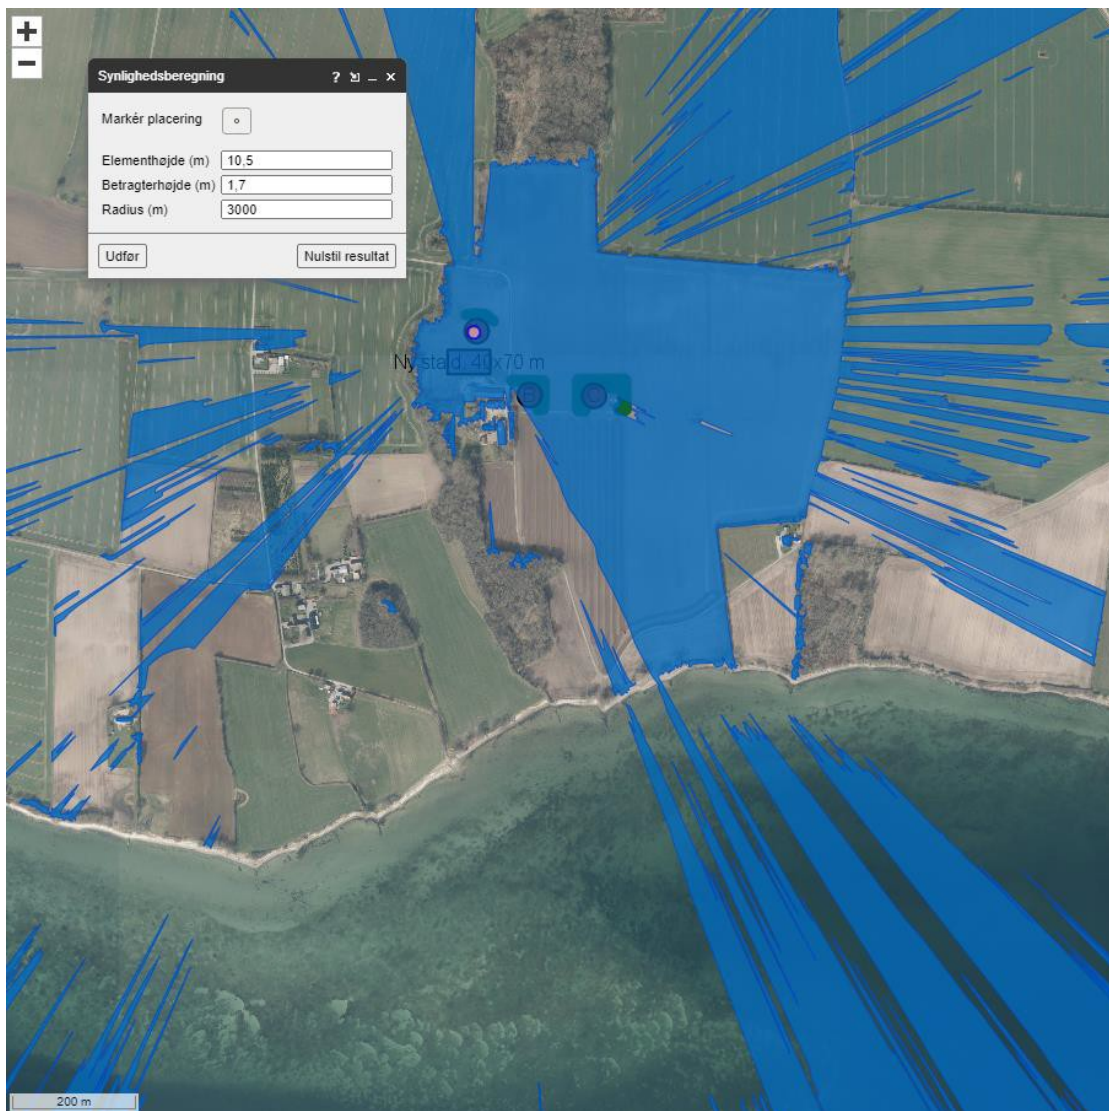 +
−
Synlighedsberegning ? _ ×
Markér placering
Elementhøjde (m) 10,5
Betragterhøjde (m) 1,7
Radius (m) 3000
Udfør Nulstil resultat
Ny stald. 40x70 m
200 m